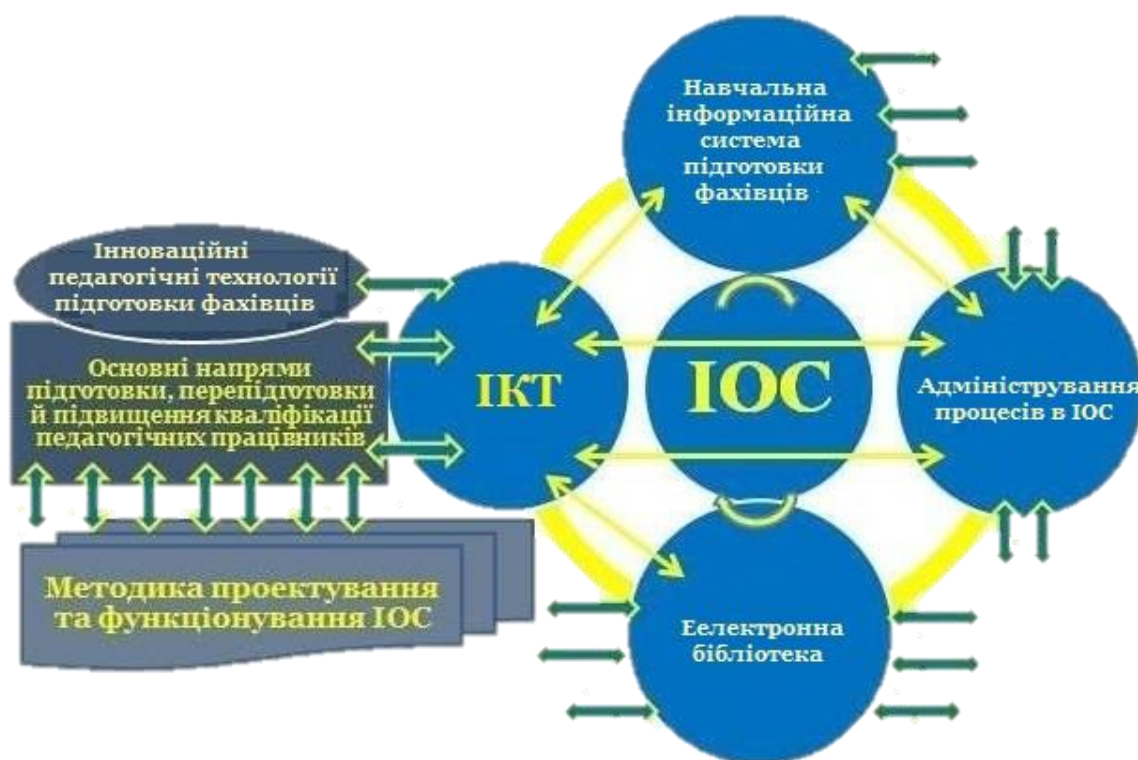 Навчальна
інформаційна
система
підготовки
фахівців
Інноваційні
педагогічні технології
підготовки фахівців
Основні напрями
підготовки, перепідготовки
й підвищення кваліфікації
педагогічних працівників
ІКТ
ІОС
Адміністрування
процесів в ІОС
Методика проектування
та функціонування ІОС
Еелектронна
бібліотека